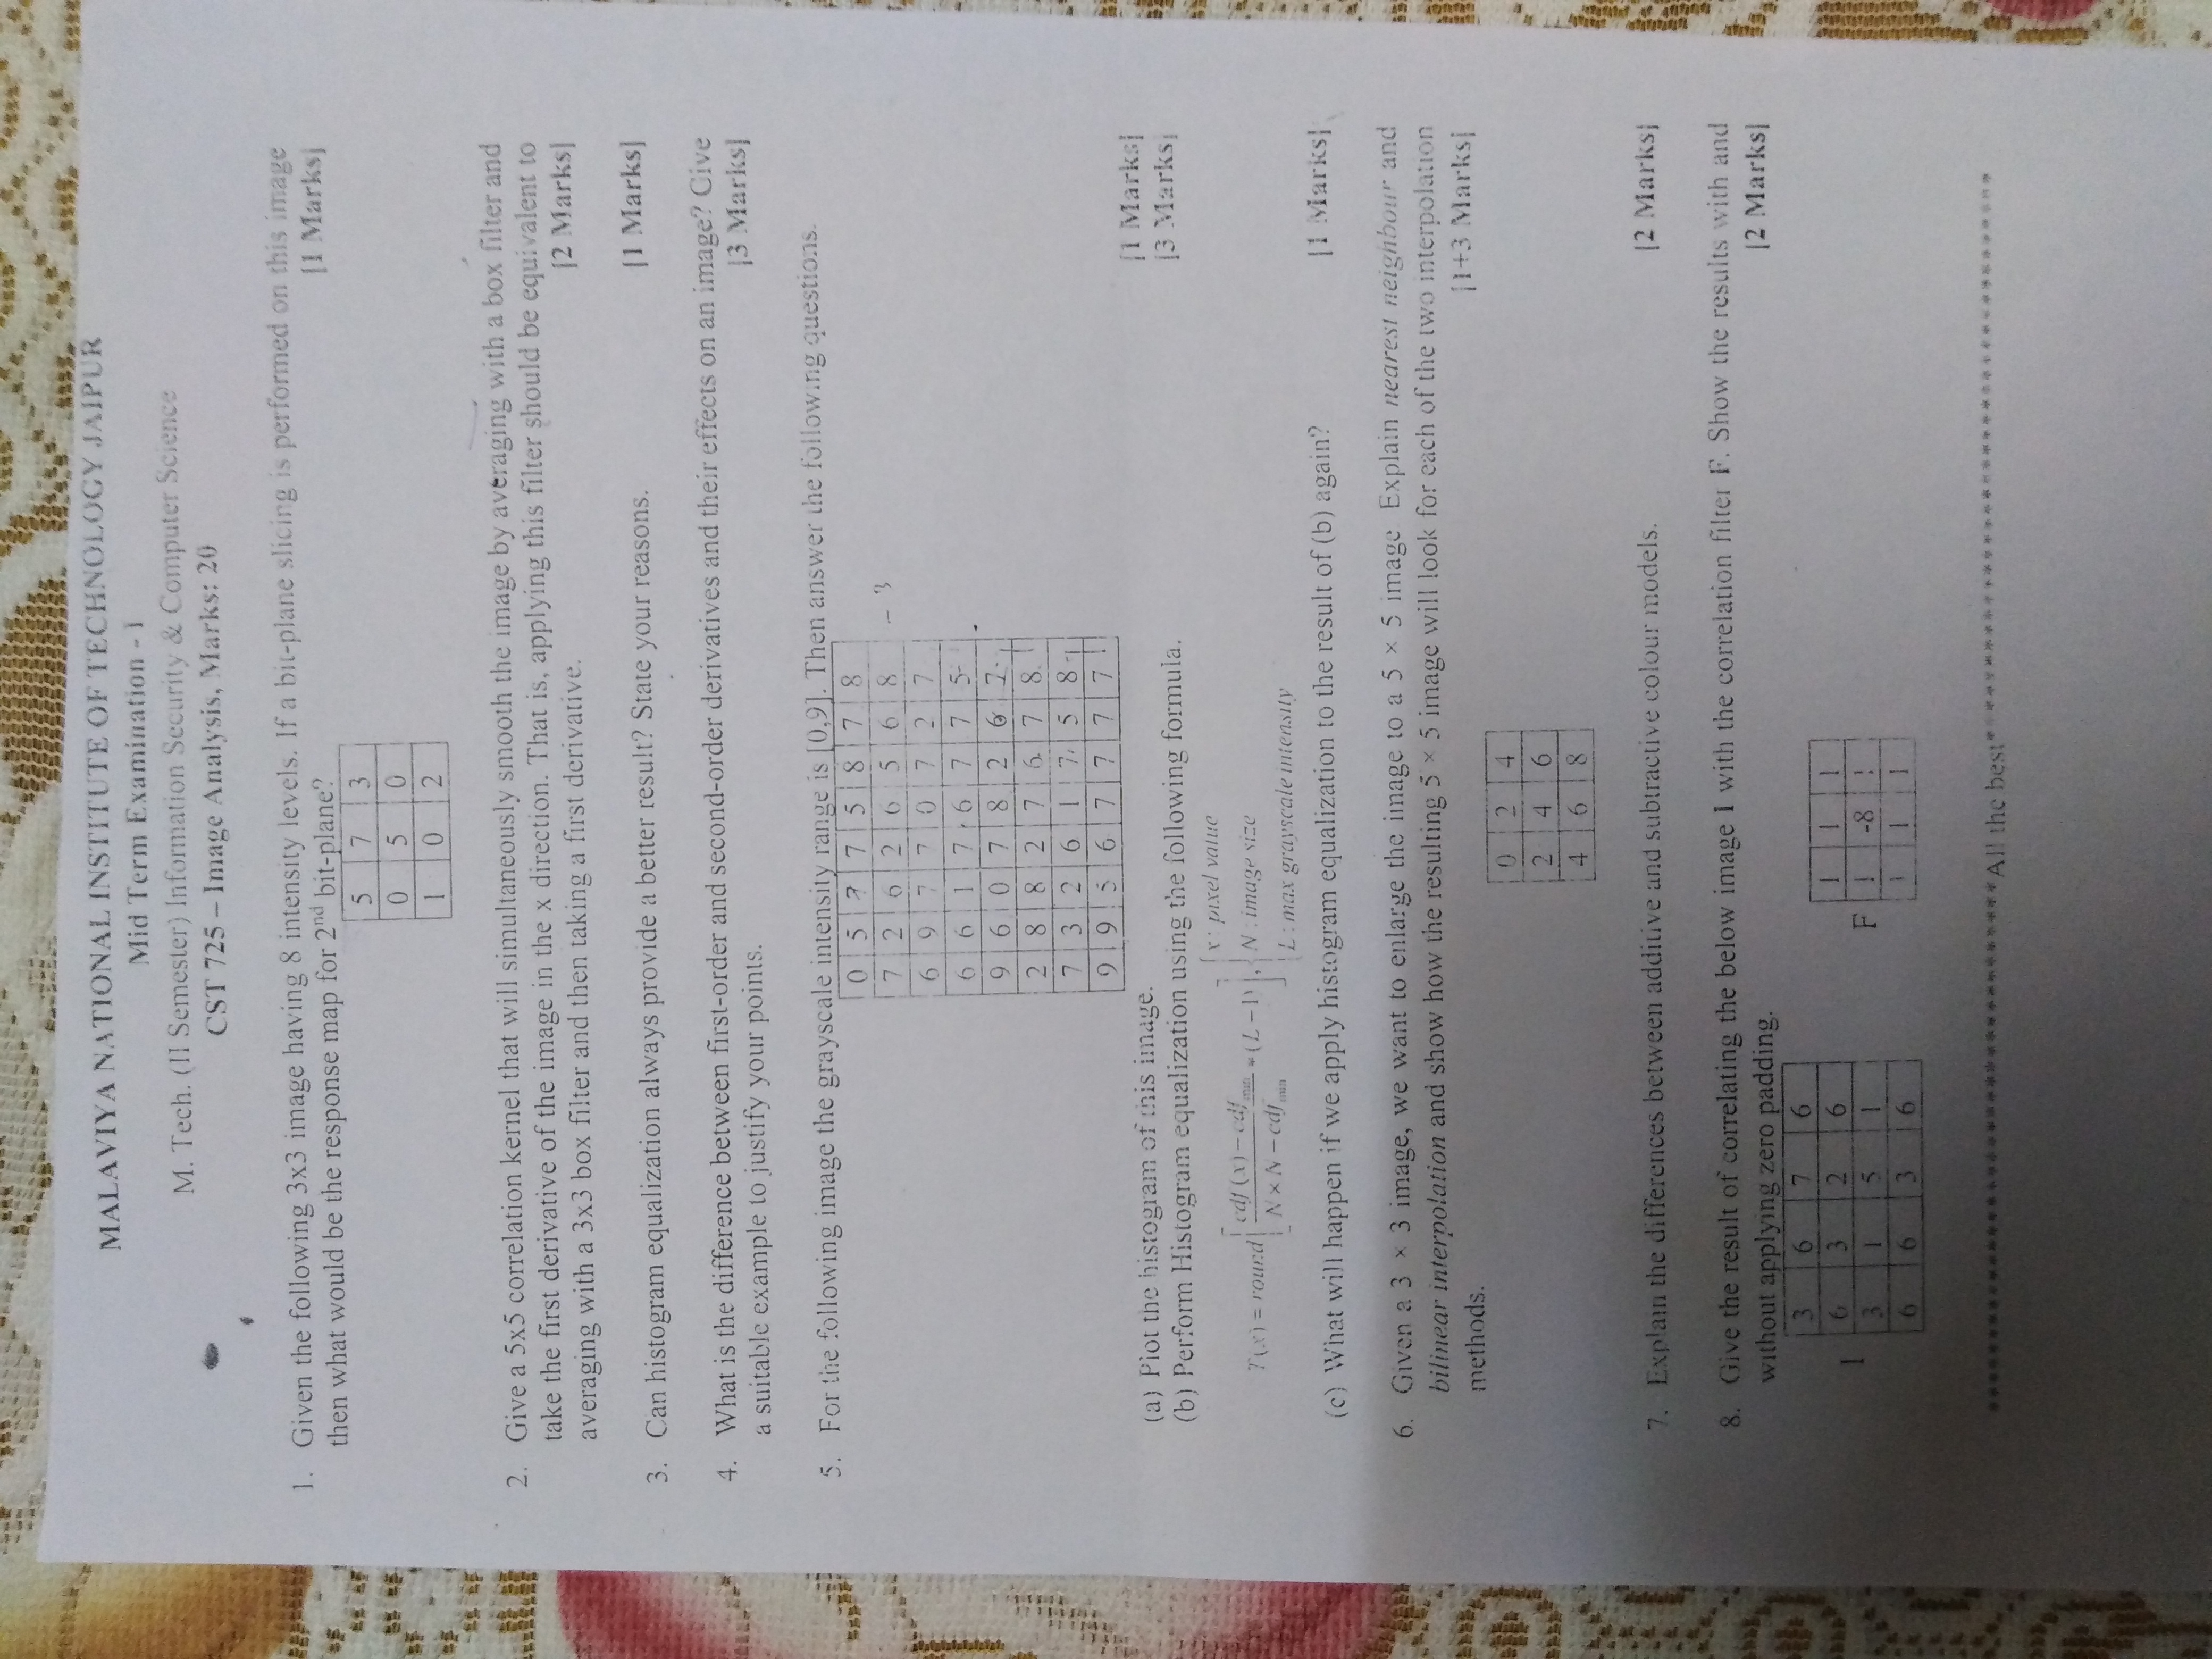 MALAVIYA NATIONAL INSTITUTE OF TECHNOLOGY JAIPUR
Mid Term Examination - I
M. Tech. (II Semester) Information Security & Computer Science
CST 725 – Image Analysis, Marks: 20
1. Given the following 3x3 image having 8 intensity levels. If a bit-plane slicing is performed on this image
then what would be the response map for 2nd bit-plane? [1 Marks]
5 7 3
0 5 0
1 0 2
2. Give a 5x5 correlation kernel that will simultaneously smooth the image by averaging with a box filter and
take the first derivative of the image in the x direction. That is, applying this filter should be equivalent to
averaging with a 3x3 box filter and then taking a first derivative. [2 Marks]
3. Can histogram equalization always provide a better result? State your reasons. [1 Marks]
4. What is the difference between first-order and second-order derivatives and their effects on an image? Give
a suitable example to justify your points. [3 Marks]
5. For the following image the grayscale intensity range is [0,9]. Then answer the following questions.
0 5 7 7 5 8 7 8
7 2 6 2 6 5 6 8 - 3
6 9 7 7 0 7 2 7
6 6 1 7 6 7 7 5
9 6 0 7 8 2 6 7
2 8 8 2 7 6 7 8
7 3 2 6 1 7 5 8
9 9 3 6 7 7 7 7
(a) Plot the histogram of this image. [1 Marks]
(b) Perform Histogram equalization using the following formula. [3 Marks]
T(x) = round [ cdf(x) − cdf min / N × N − cdf min * (L − 1) ], { x : pixel value
N : image size
L : max grayscale intensity
(c) What will happen if we apply histogram equalization to the result of (b) again? [1 Marks]
6. Given a 3 × 3 image, we want to enlarge the image to a 5 × 5 image Explain nearest neighbour and
bilinear interpolation and show how the resulting 5 × 5 image will look for each of the two interpolation
methods. [1+3 Marks]
0 2 4
2 4 6
4 6 8
7. Explain the differences between additive and subtractive colour models. [2 Marks]
8. Give the result of correlating the below image I with the correlation filter F. Show the results with and
without applying zero padding. [2 Marks]
I
3 6 7 6
6 3 2 6
3 1 5 1
6 6 3 6
F
1 1 1
1 -8 1
1 1 1
All the best